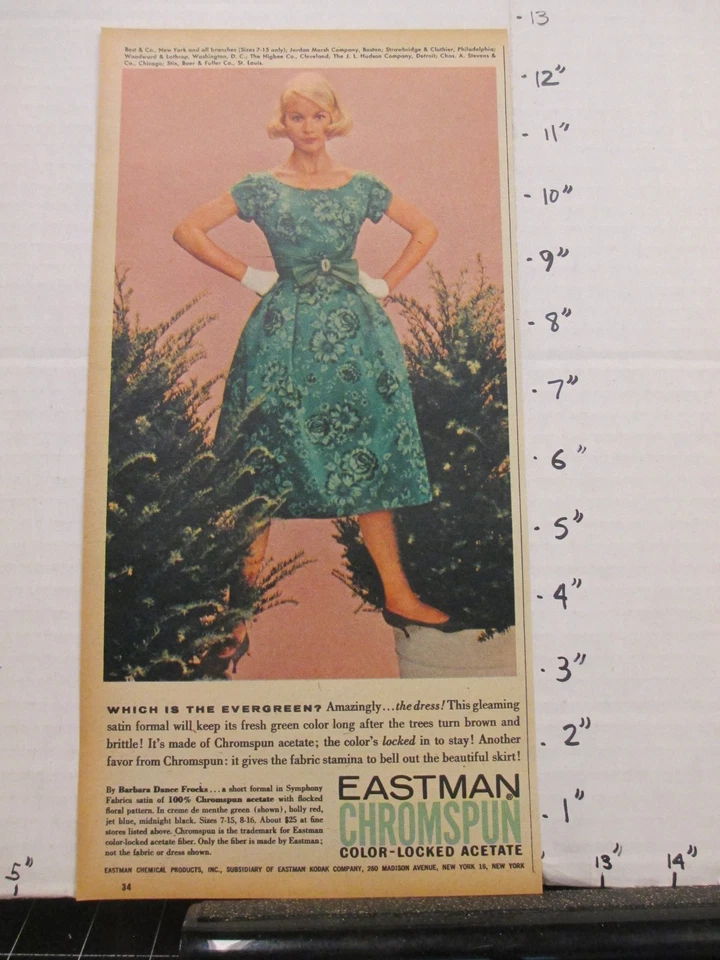 Best & Co., New York and all branches (Sizes 7-15 only); Jordan Marsh Company, Boston, Strawbridge & Clothier, Philadelphia;
Woodward & Lothrop, Washington, D. C., The Higbee Co., Cleveland; The J. L. Hudson Company, Detroit; Chas. A. Stevens &
Co., Chicago; Stix, Baer & Fuller Co., St. Louis.
WHICH IS THE EVERGREEN? Amazingly...the dress! This gleaming
satin formal will keep its fresh green color long after the trees turn brown and
brittle! It's made of Chromspun acetate; the color's locked in to stay! Another
favor from Chromspun: it gives the fabric stamina to bell out the beautiful skirt!
By Barbara Dance Frocks...a short formal in Symphony
Fabrics satin of 100% Chromspun acetate with flocked
floral pattern. In creme de menthe green (shown), holly red,
jet blue, midnight black. Sizes 7-15, 8-16. About $25 at fine
stores listed above. Chromspun is the trademark for Eastman
color-locked acetate fiber. Only the fiber is made by Eastman;
not the fabric or dress shown.
EASTMAN
CHROMSPUN
COLOR-LOCKED ACETATE
EASTMAN CHEMICAL PRODUCTS, INC., SUBSIDIARY OF EASTMAN KODAK COMPANY, 260 MADISON AVENUE, NEW YORK 16, NEW YORK
34
- 13
- 12"
- 11"
- 10"
- 9"
- 8"
- 7"
- 6"
- 5"
- 4"
- 3"
- 2"
- 1"
5"
13"
14"